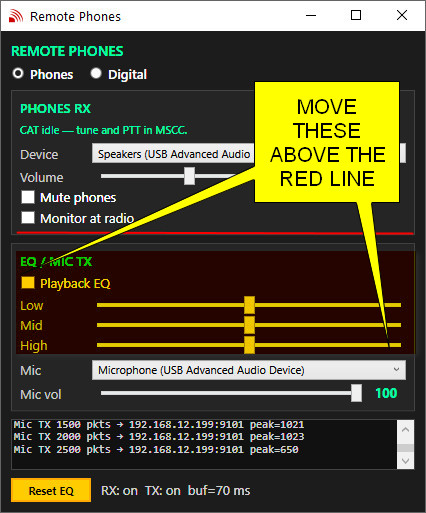 Remote Phones
REMOTE PHONES
Phones Digital
PHONES RX
CAT idle — tune and PTT in MSCC.
Device Speakers (USB Advanced Audio
Volume
Mute phones
Monitor at radio
MOVE
THESE
ABOVE THE
RED LINE
EQ / MIC TX
Playback EQ
Low
Mid
High
Mic Microphone (USB Advanced Audio Device)
Mic vol 100
Mic TX 1500 pkts → 192.168.12.199:9101 peak=1021
Mic TX 2000 pkts → 192.168.12.199:9101 peak=1023
Mic TX 2500 pkts → 192.168.12.199:9101 peak=650
Reset EQ RX: on TX: on buf=70 ms